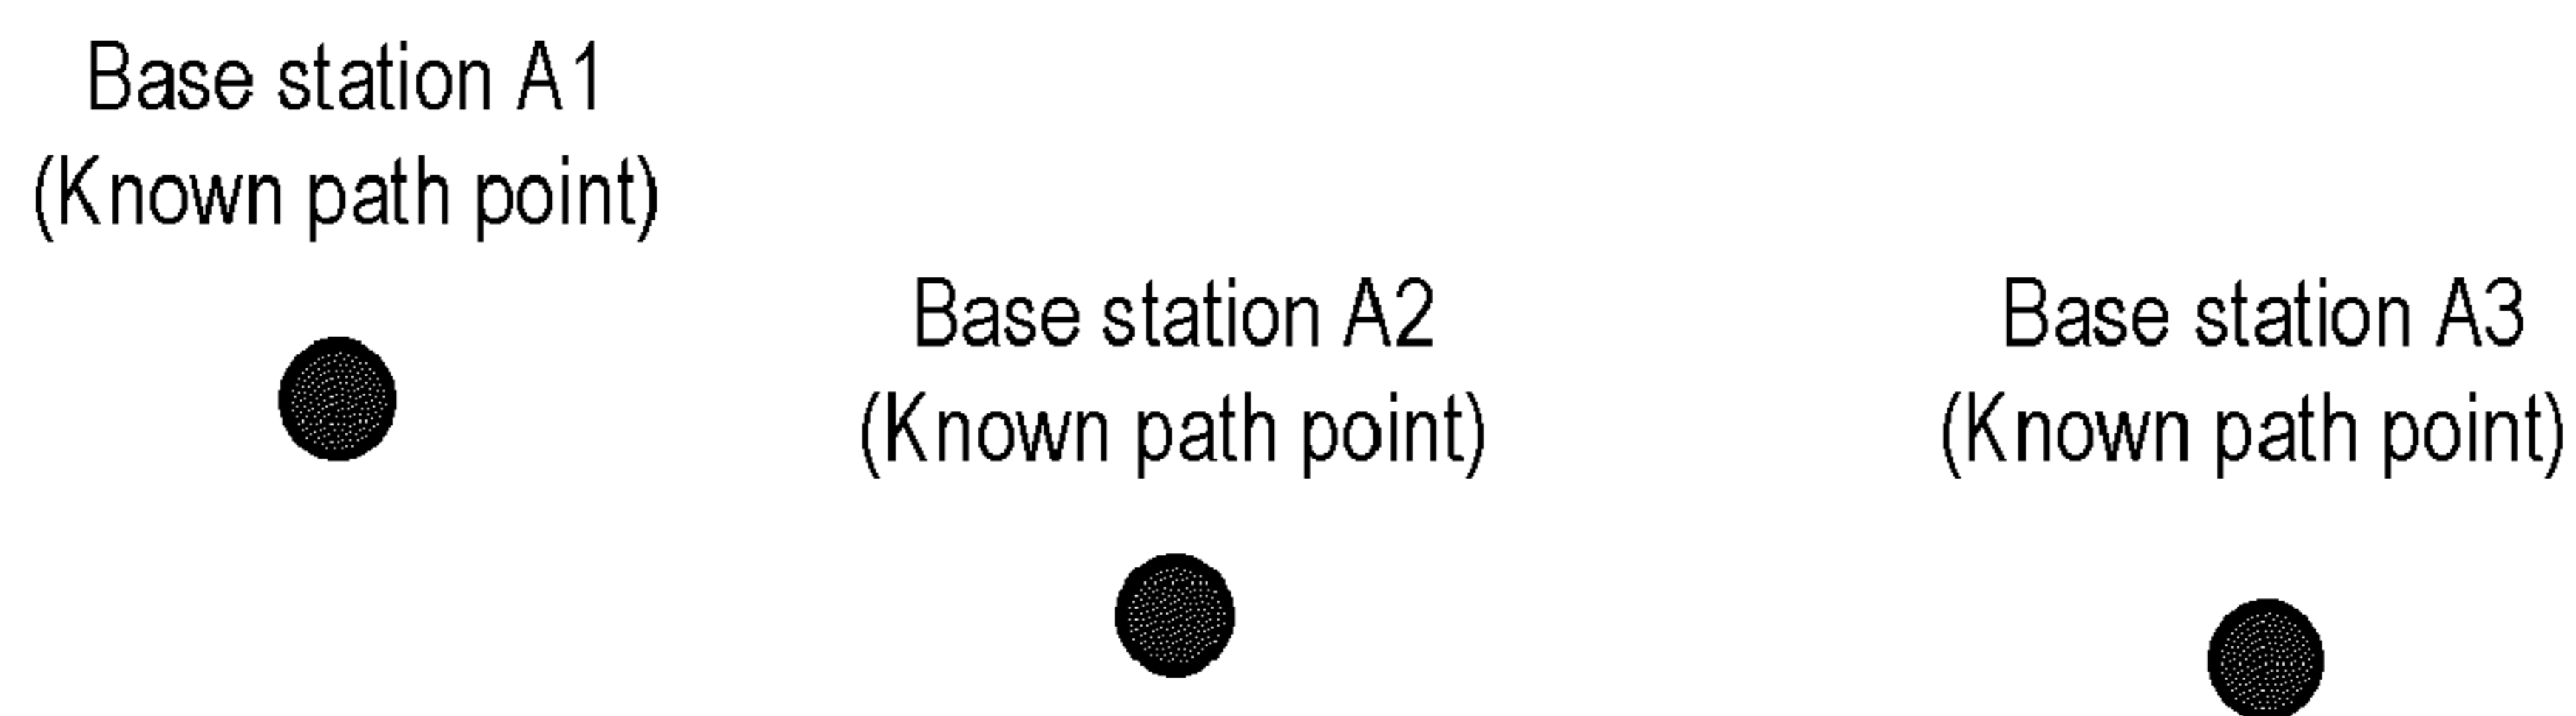 Base station A1
(Known path point)
Base station A2
(Known path point)
Base station A3
(Known path point)